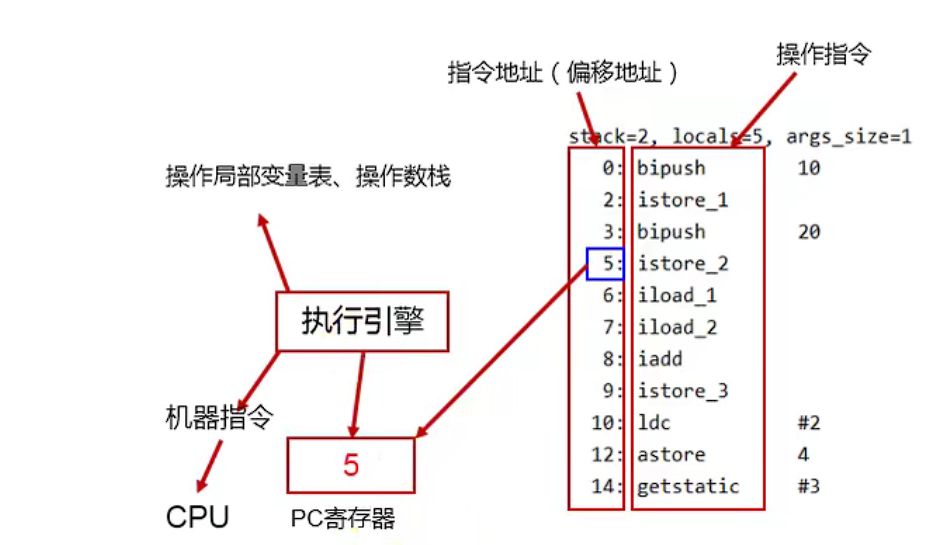 操作指令
指令地址（偏移地址）
stack=2, locals=5, args_size=1
0: bipush 10
2: istore_1
3: bipush 20
5: istore_2
6: iload_1
7: iload_2
8: iadd
9: istore_3
10: ldc #2
12: astore 4
14: getstatic #3
操作局部变量表、操作数栈
执行引擎
机器指令
5
CPU
PC寄存器